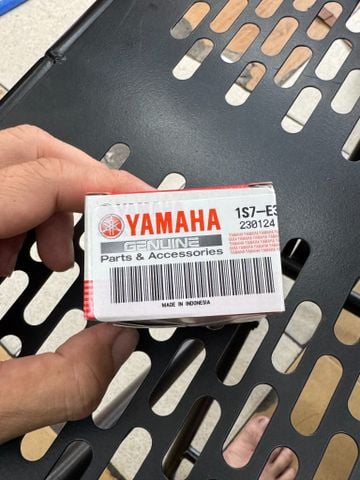 YAMAHA 1S7-E3
GENUINE 230124
Parts & Accessories
MADE IN INDONESIA